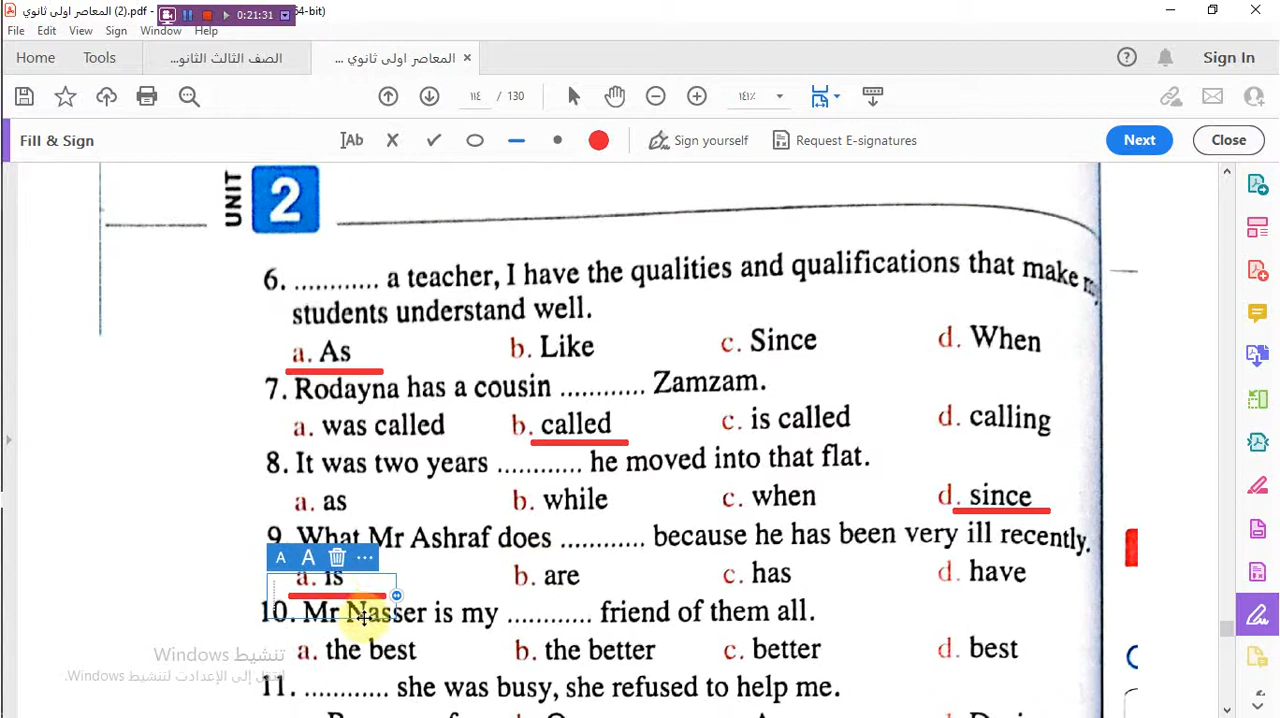 (2).pdf المعاصر اولى ثانوي - 0:21:31 -bit)
File Edit View Sign Window Help
Home Tools الصف الثالث الثانو... المعاصر اولى ثانوي ... × Sign In
١١٤ / 130 ١٤١٪
Fill & Sign Ab Sign yourself Request E-signatures Next Close
UNIT 2
6. ............ a teacher, I have the qualities and qualifications that make
students understand well.
a. As b. Like c. Since d. When
7. Rodayna has a cousin ............ Zamzam.
a. was called b. called c. is called d. calling
8. It was two years ............ he moved into that flat.
a. as b. while c. when d. since
9. What Mr Ashraf does ............ because he has been very ill recently.
A A ...
a. is b. are c. has d. have
10. Mr Nasser is my ............ friend of them all.
a. the best b. the better c. better d. best
تنشيط Windows
انتقل إلى الإعدادت لتنشيط Windows.
11. ............ she was busy, she refused to help me.